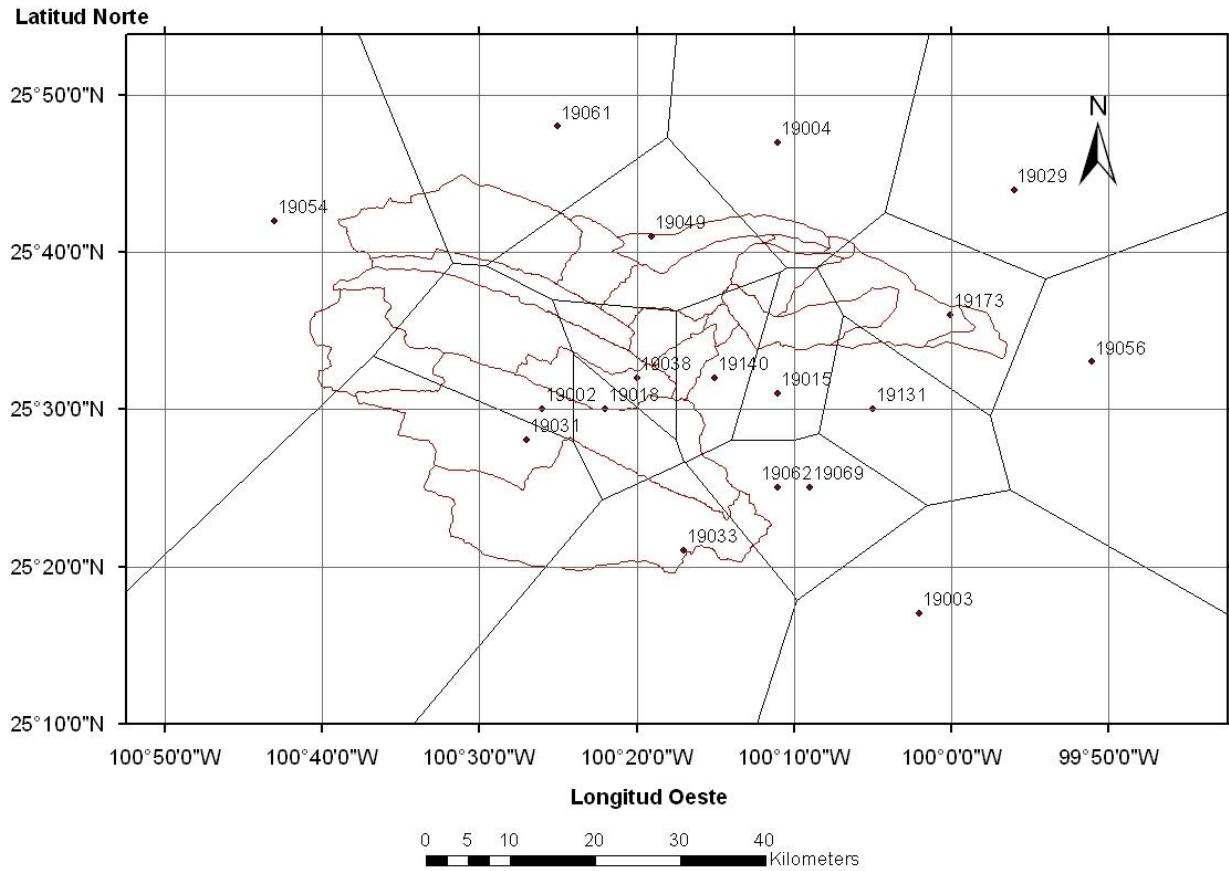 Latitud Norte
25°50'0"N
25°40'0"N
25°30'0"N
25°20'0"N
25°10'0"N
19061
19004
N
19029
19054
19049
19173
19056
19038
19140
19015
19002
19018
19131
19031
19062
19069
19033
19003
100°50'0"W
100°40'0"W
100°30'0"W
100°20'0"W
100°10'0"W
100°0'0"W
99°50'0"W
Longitud Oeste
0 5 10 20 30 40
Kilometers